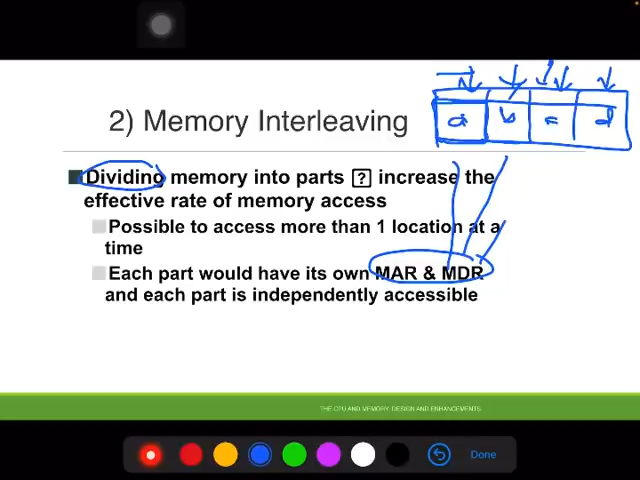 2) Memory Interleaving
a b c d
Dividing memory into parts ? increase the
effective rate of memory access
Possible to access more than 1 location at a
time
Each part would have its own MAR & MDR
and each part is independently accessible
THE CPU AND MEMORY: DESIGN AND ENHANCEMENTS
Done